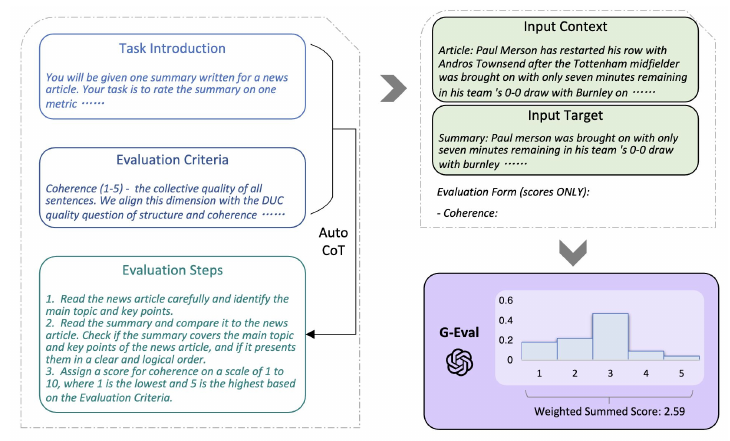 Task Introduction
You will be given one summary written for a news
article. Your task is to rate the summary on one
metric ······
Evaluation Criteria
Coherence (1-5) - the collective quality of all
sentences. We align this dimension with the DUC
quality question of structure and coherence ······
Auto
CoT
Evaluation Steps
1. Read the news article carefully and identify the
main topic and key points.
2. Read the summary and compare it to the news
article. Check if the summary covers the main topic
and key points of the news article, and if it presents
them in a clear and logical order.
3. Assign a score for coherence on a scale of 1 to
10, where 1 is the lowest and 5 is the highest based
on the Evaluation Criteria.
Input Context
Article: Paul Merson has restarted his row with
Andros Townsend after the Tottenham midfielder
was brought on with only seven minutes remaining
in his team 's 0-0 draw with Burnley on ······
Input Target
Summary: Paul merson was brought on with only
seven minutes remaining in his team 's 0-0 draw
with burnley ······
Evaluation Form (scores ONLY):
- Coherence:
G-Eval
0.6
0.4
0.2
0
1 2 3 4 5
Weighted Summed Score: 2.59